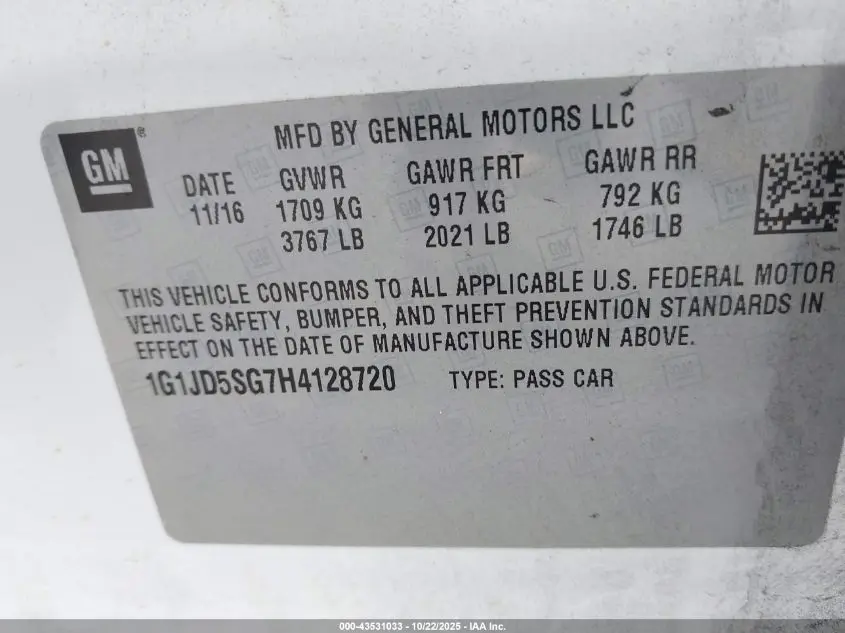 GM®
MFD BY GENERAL MOTORS LLC
DATE GVWR GAWR FRT GAWR RR
11/16 1709 KG 917 KG 792 KG
3767 LB 2021 LB 1746 LB
THIS VEHICLE CONFORMS TO ALL APPLICABLE U.S. FEDERAL MOTOR
VEHICLE SAFETY, BUMPER, AND THEFT PREVENTION STANDARDS IN
EFFECT ON THE DATE OF MANUFACTURE SHOWN ABOVE.
1G1JD5SG7H4128720 TYPE: PASS CAR
000-43531033 - 10/22/2025 - IAA Inc.